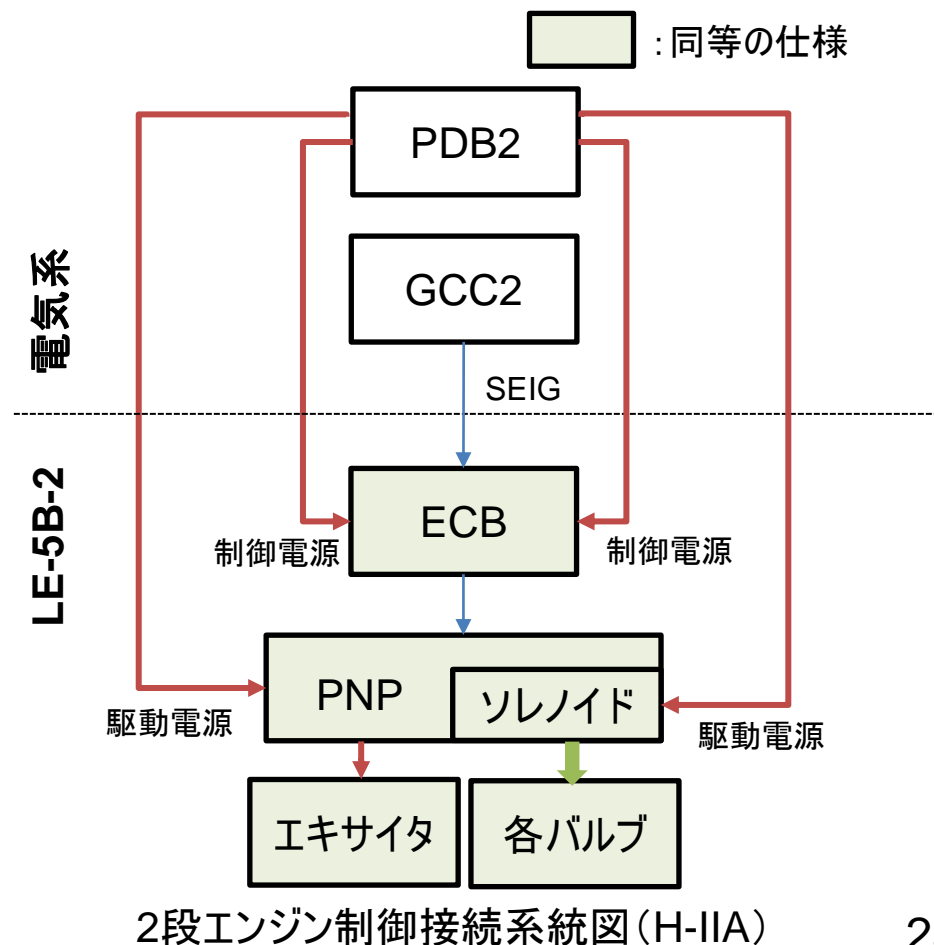 ：同等の仕様
PDB2
GCC2
電気系
SEIG
LE-5B-2
ECB
制御電源
制御電源
PNP
ソレノイド
駆動電源
駆動電源
エキサイタ
各バルブ
2段エンジン制御接続系統図（H-IIA）
2